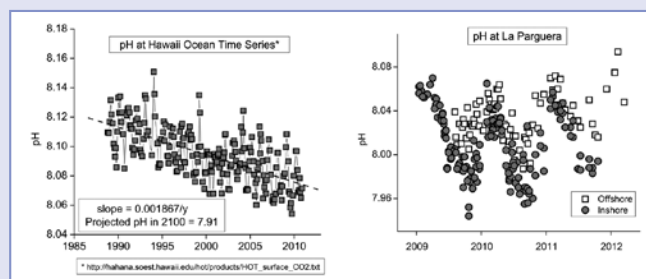 pH at Hawaii Ocean Time Series*
8.18
8.16
8.14
8.12
8.10
8.08
8.06
8.04
pH
slope = 0.001867/y
Projected pH in 2100 = 7.91
1985 1990 1995 2000 2005 2010
* http://hahana.soest.hawaii.edu/hot/products/HOT_surface_CO2.txt
pH at La Parguera
8.08
8.04
8.00
7.96
pH
Offshore
Inshore
2009 2010 2011 2012